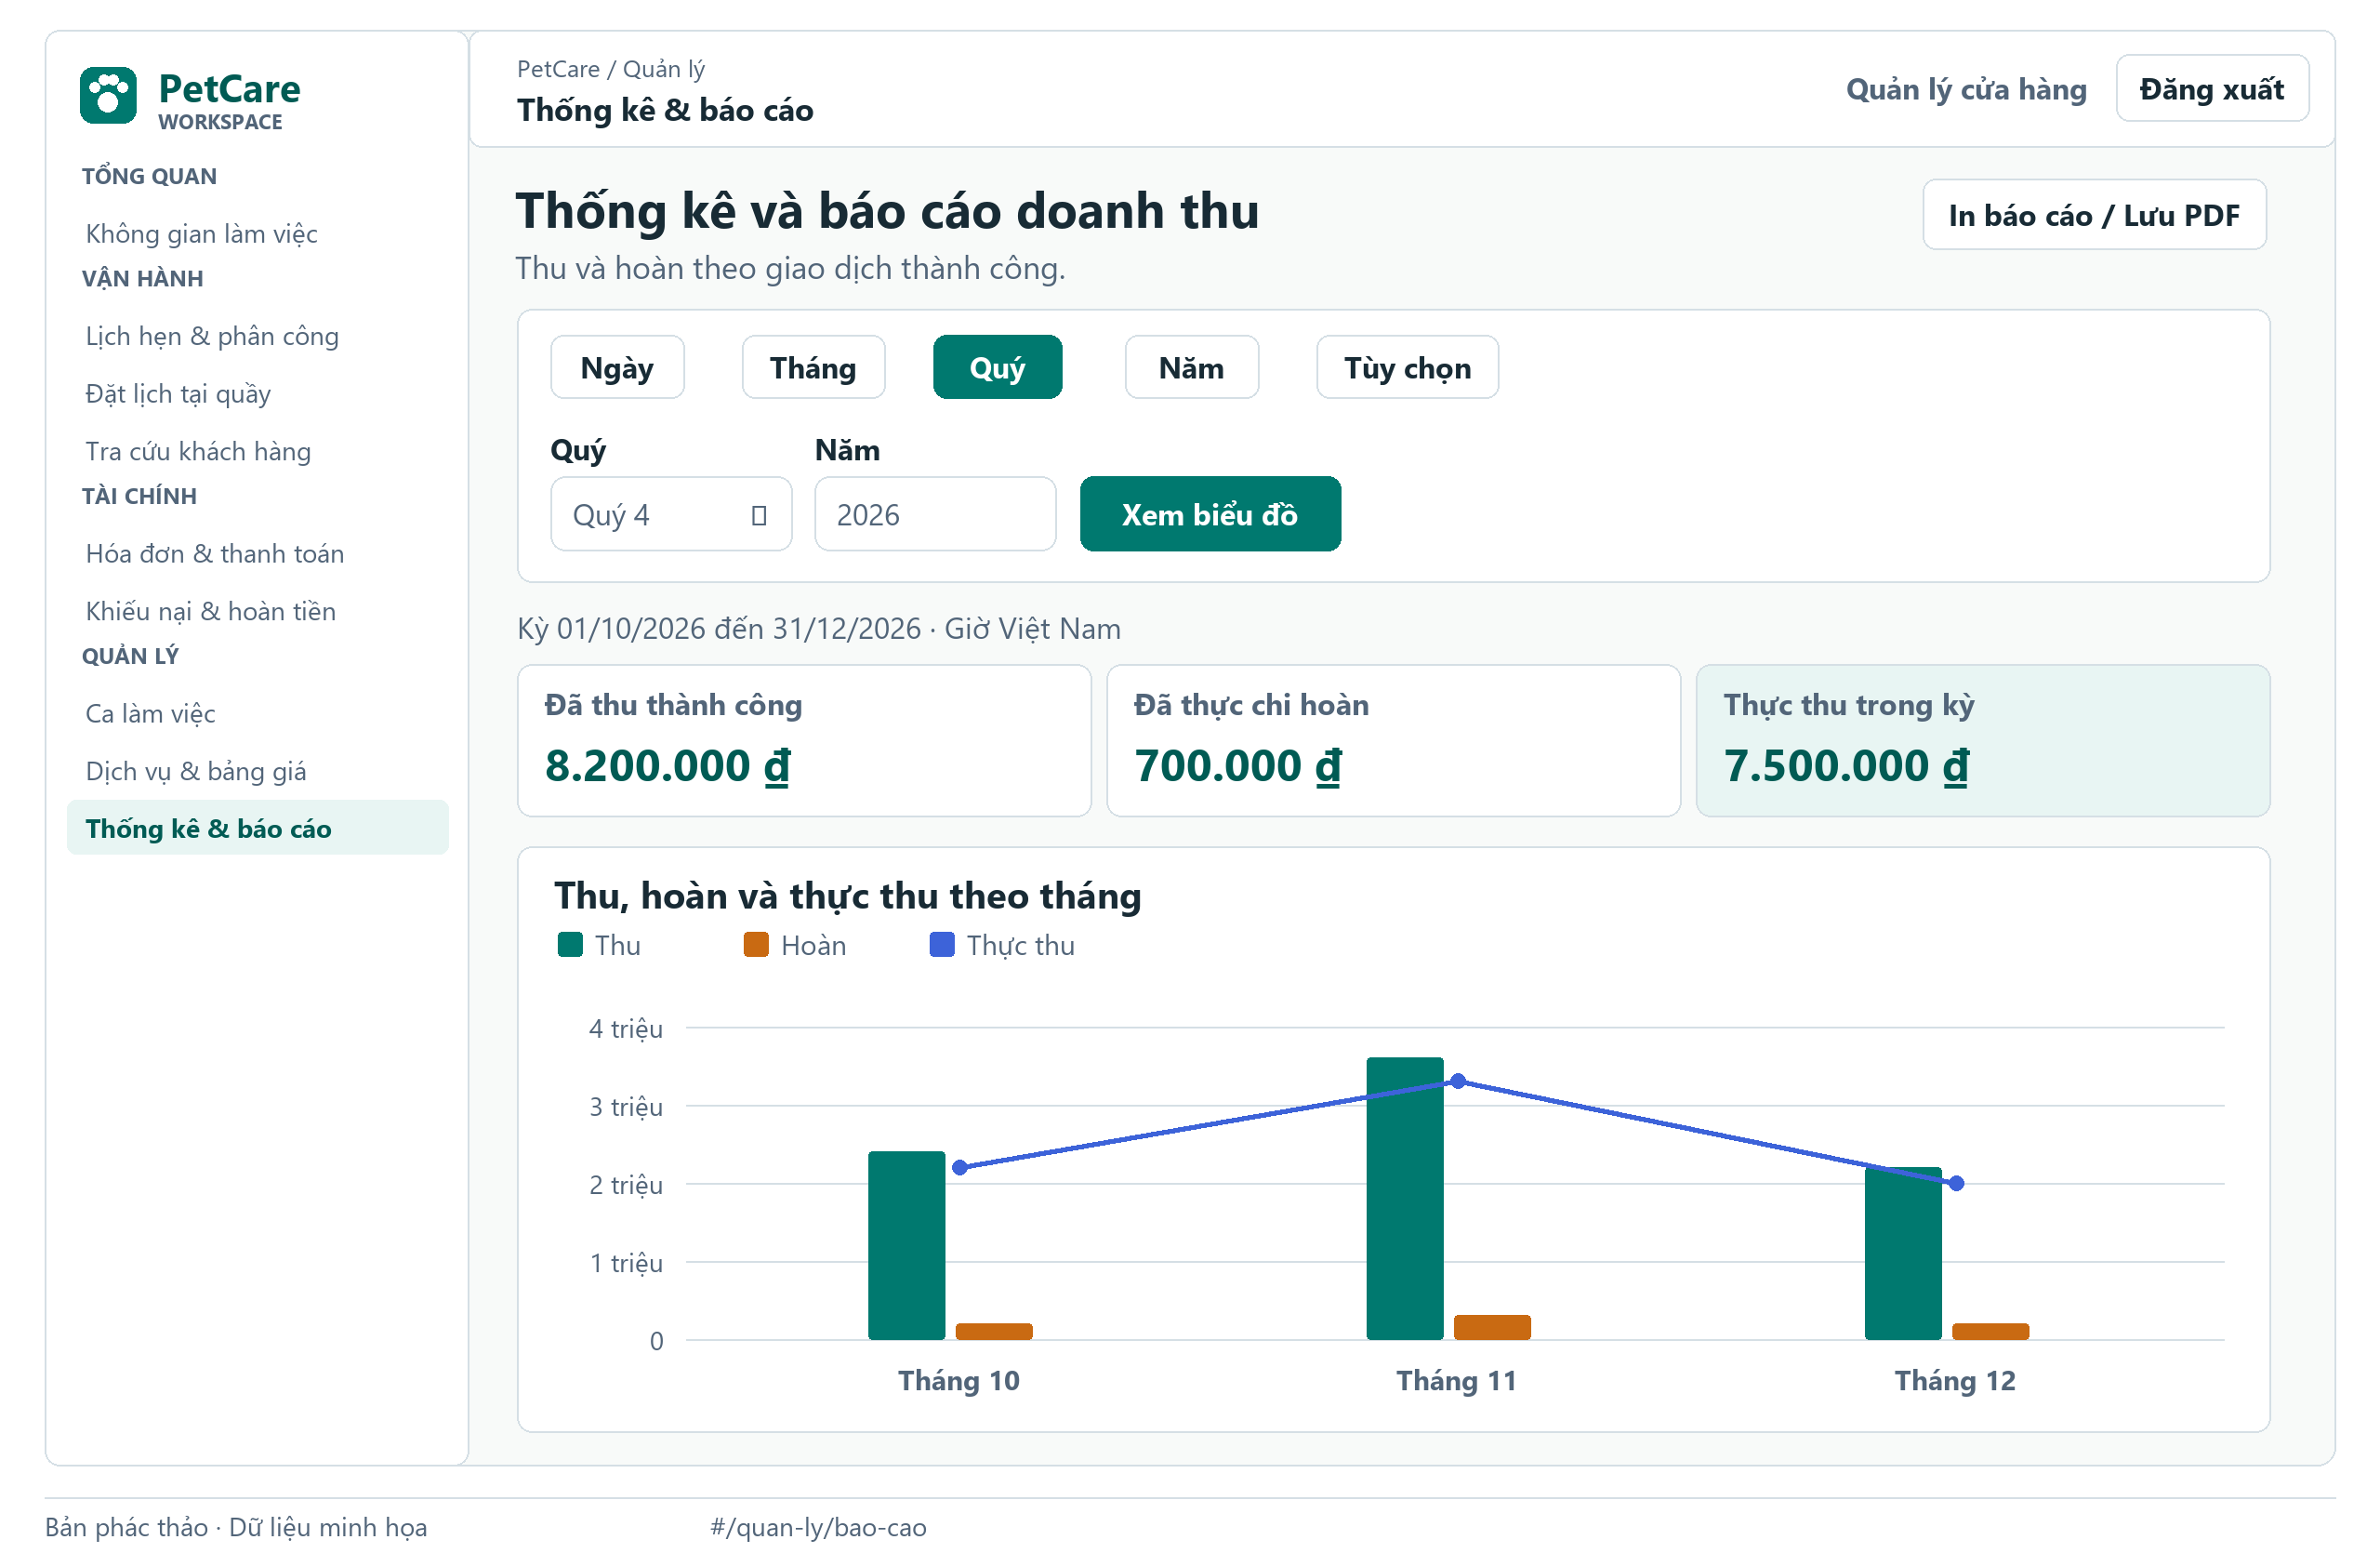 PetCare
WORKSPACE
TỔNG QUAN
Không gian làm việc
VẬN HÀNH
Lịch hẹn & phân công
Đặt lịch tại quầy
Tra cứu khách hàng
TÀI CHÍNH
Hóa đơn & thanh toán
Khiếu nại & hoàn tiền
QUẢN LÝ
Ca làm việc
Dịch vụ & bảng giá
Thống kê & báo cáo
PetCare / Quản lý
Thống kê & báo cáo
Quản lý cửa hàng
Đăng xuất
Thống kê và báo cáo doanh thu
Thu và hoàn theo giao dịch thành công.
In báo cáo / Lưu PDF
Ngày Tháng Quý Năm Tùy chọn
Quý Năm
Quý 4 2026 Xem biểu đồ
Kỳ 01/10/2026 đến 31/12/2026 · Giờ Việt Nam
Đã thu thành công
8.200.000 ₫
Đã thực chi hoàn
700.000 ₫
Thực thu trong kỳ
7.500.000 ₫
Thu, hoàn và thực thu theo tháng
Thu Hoàn Thực thu
4 triệu
3 triệu
2 triệu
1 triệu
0
Tháng 10 Tháng 11 Tháng 12
Bản phác thảo · Dữ liệu minh họa
#/quan-ly/bao-cao